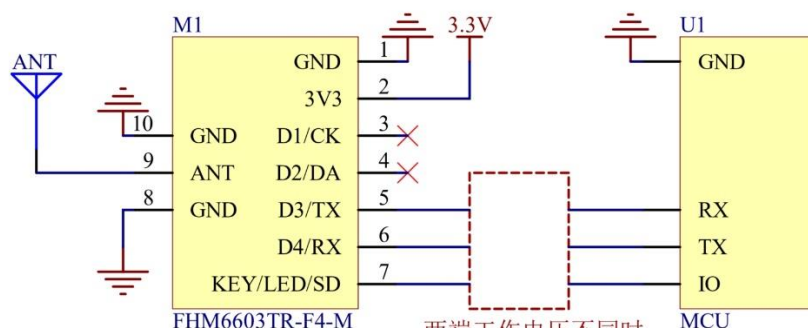 M1
3.3V
U1
ANT
GND
1
GND
3V3
2
10
GND
D1/CK
3
9
ANT
D2/DA
4
8
GND
D3/TX
5
RX
D4/RX
6
TX
KEY/LED/SD
7
IO
FHM6603TR-F4-M
两端工作电压不同时
MCU